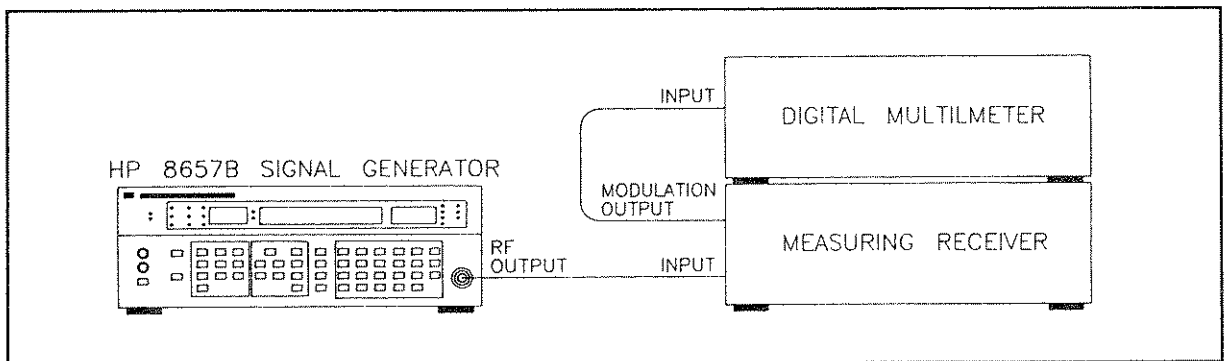 INPUT
DIGITAL MULTILMETER
HP 8657B SIGNAL GENERATOR
MODULATION
OUTPUT
RF
OUTPUT
INPUT
MEASURING RECEIVER